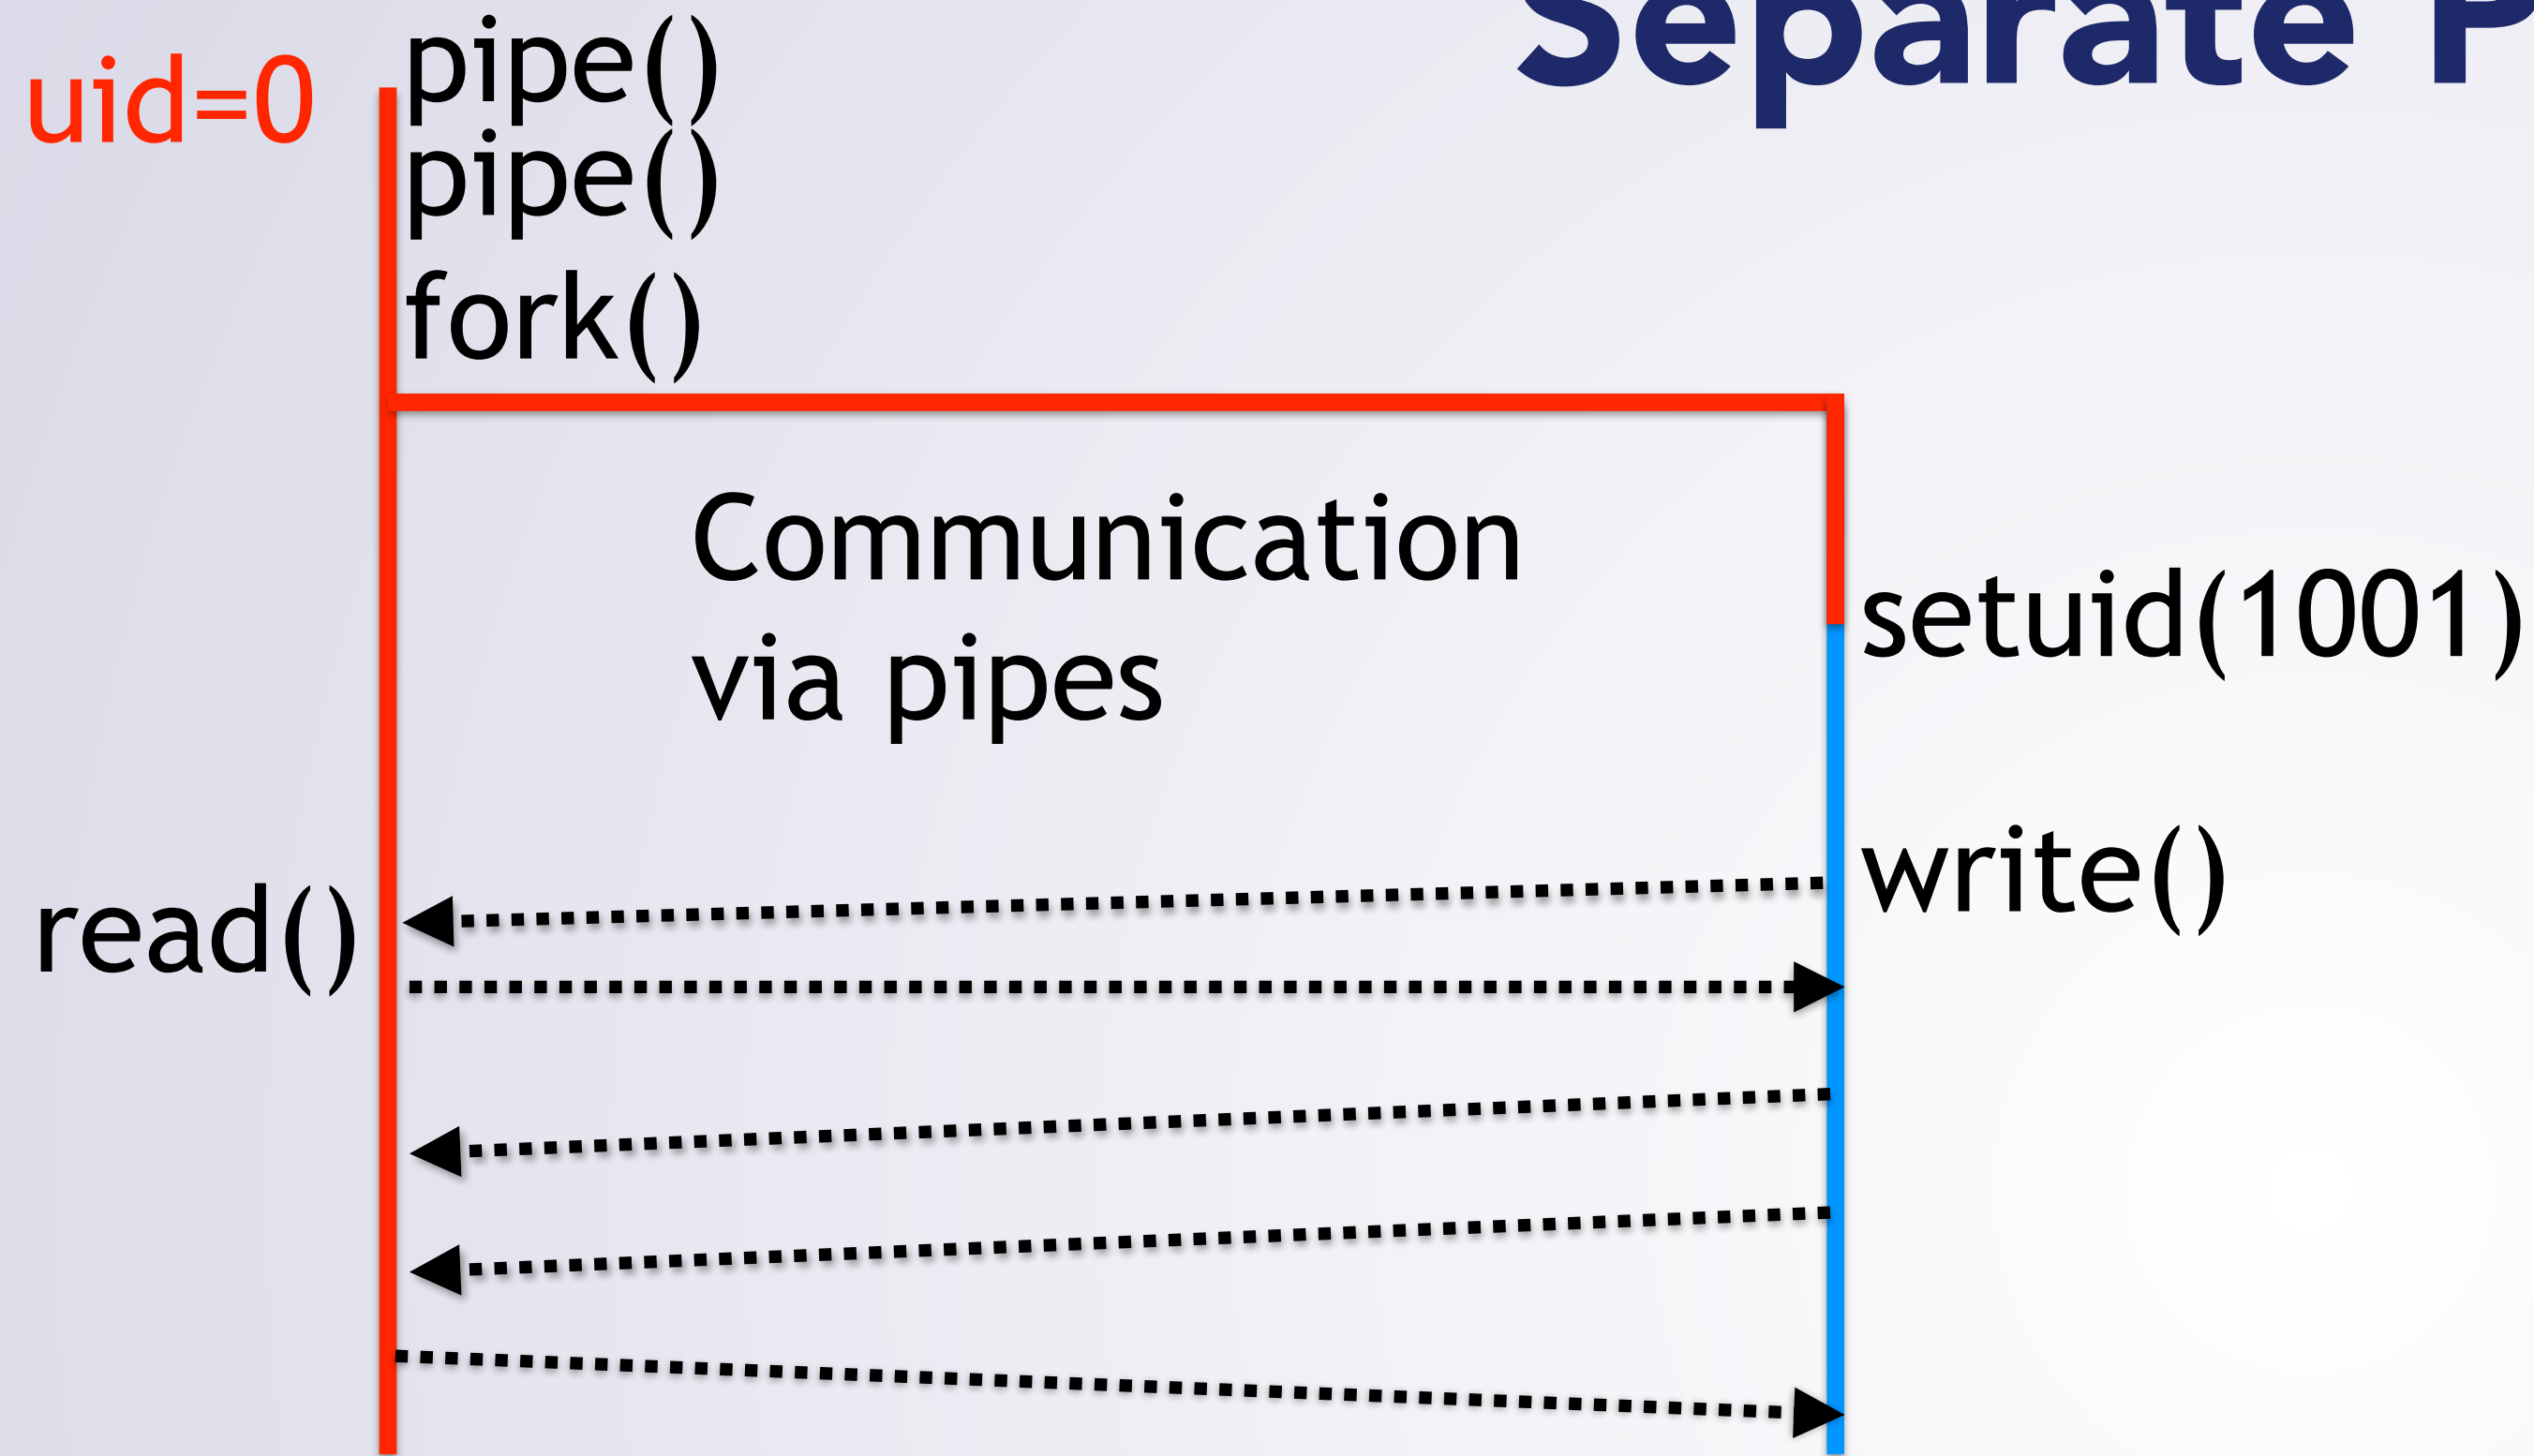 Separate P
uid=0
pipe()
pipe()
fork()
Communication
via pipes
setuid(1001)
write()
read()